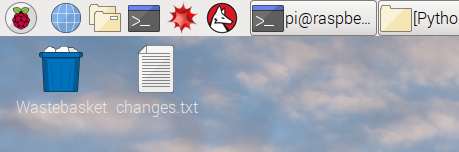 pi@raspbe...
[Pytho
Wastebasket
changes.txt